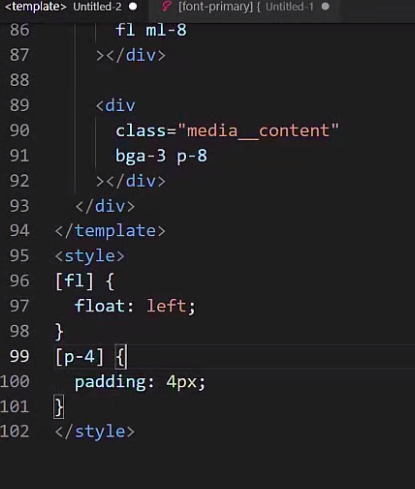 <template> Untitled-2 [font-primary] { Untitled-1
86 fl ml-8
87 ></div>
88
89 <div
90 class="media__content"
91 bga-3 p-8
92 ></div>
93 </div>
94 </template>
95 <style>
96 [fl] {
97 float: left;
98 }
99 [p-4] {
100 padding: 4px;
101 }
102 </style>